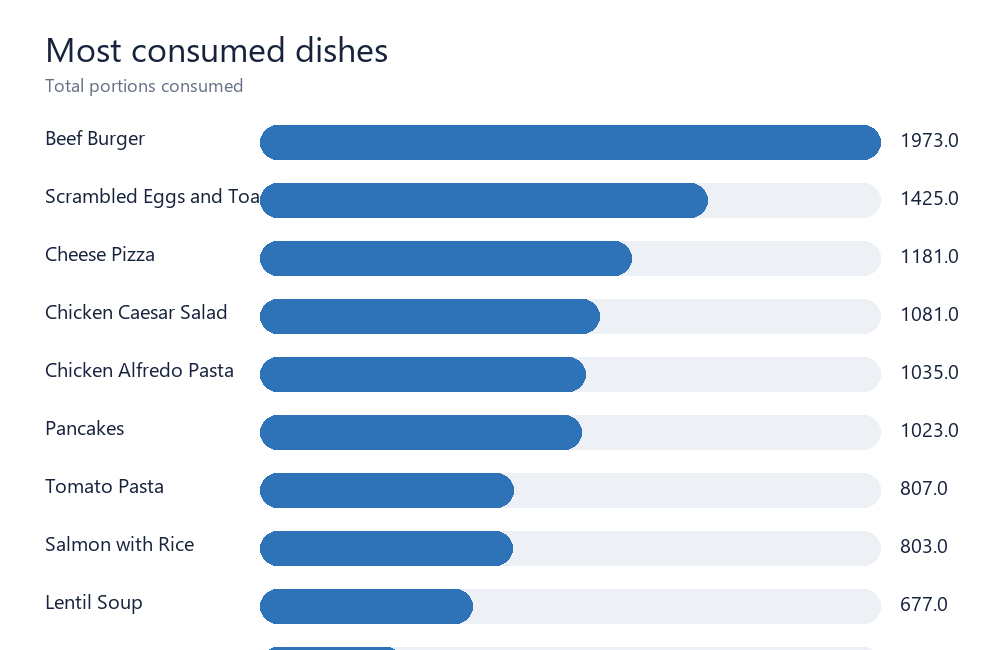 Most consumed dishes
Total portions consumed
Beef Burger 1973.0
Scrambled Eggs and Toa 1425.0
Cheese Pizza 1181.0
Chicken Caesar Salad 1081.0
Chicken Alfredo Pasta 1035.0
Pancakes 1023.0
Tomato Pasta 807.0
Salmon with Rice 803.0
Lentil Soup 677.0